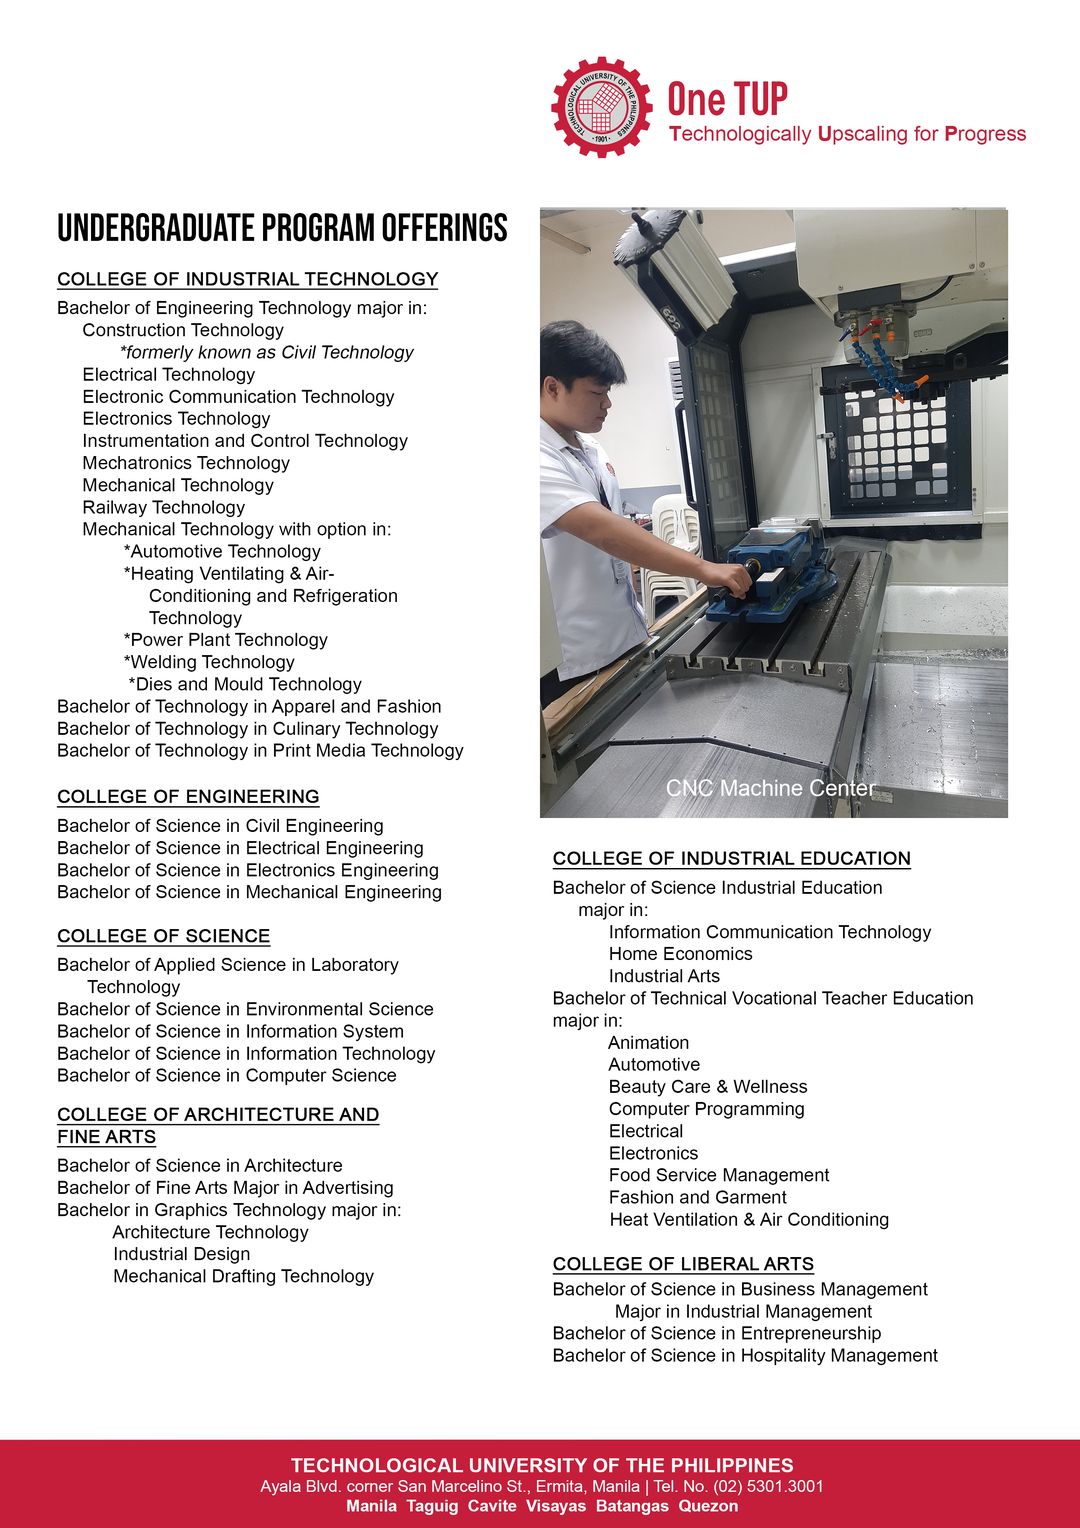 TECHNOLOGICAL UNIVERSITY OF THE PHILIPPINES
· 1901 ·
One TUP
Technologically Upscaling for Progress
UNDERGRADUATE PROGRAM OFFERINGS
COLLEGE OF INDUSTRIAL TECHNOLOGY
Bachelor of Engineering Technology major in:
Construction Technology
*formerly known as Civil Technology
Electrical Technology
Electronic Communication Technology
Electronics Technology
Instrumentation and Control Technology
Mechatronics Technology
Mechanical Technology
Railway Technology
Mechanical Technology with option in:
*Automotive Technology
*Heating Ventilating & Air-
Conditioning and Refrigeration
Technology
*Power Plant Technology
*Welding Technology
*Dies and Mould Technology
Bachelor of Technology in Apparel and Fashion
Bachelor of Technology in Culinary Technology
Bachelor of Technology in Print Media Technology
COLLEGE OF ENGINEERING
Bachelor of Science in Civil Engineering
Bachelor of Science in Electrical Engineering
Bachelor of Science in Electronics Engineering
Bachelor of Science in Mechanical Engineering
COLLEGE OF SCIENCE
Bachelor of Applied Science in Laboratory
Technology
Bachelor of Science in Environmental Science
Bachelor of Science in Information System
Bachelor of Science in Information Technology
Bachelor of Science in Computer Science
COLLEGE OF ARCHITECTURE AND
FINE ARTS
Bachelor of Science in Architecture
Bachelor of Fine Arts Major in Advertising
Bachelor in Graphics Technology major in:
Architecture Technology
Industrial Design
Mechanical Drafting Technology
CNC Machine Center
COLLEGE OF INDUSTRIAL EDUCATION
Bachelor of Science Industrial Education
major in:
Information Communication Technology
Home Economics
Industrial Arts
Bachelor of Technical Vocational Teacher Education
major in:
Animation
Automotive
Beauty Care & Wellness
Computer Programming
Electrical
Electronics
Food Service Management
Fashion and Garment
Heat Ventilation & Air Conditioning
COLLEGE OF LIBERAL ARTS
Bachelor of Science in Business Management
Major in Industrial Management
Bachelor of Science in Entrepreneurship
Bachelor of Science in Hospitality Management
TECHNOLOGICAL UNIVERSITY OF THE PHILIPPINES
Ayala Blvd. corner San Marcelino St., Ermita, Manila | Tel. No. (02) 5301.3001
Manila Taguig Cavite Visayas Batangas Quezon